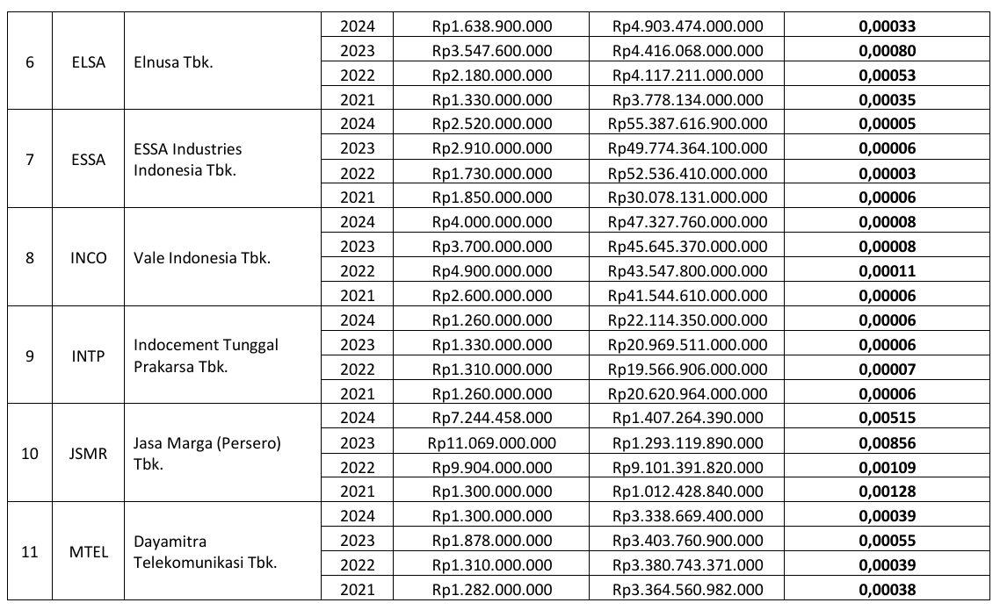 6 ELSA Elnusa Tbk. 2024 Rp1.638.900.000 Rp4.903.474.000.000 0,00033
2023 Rp3.547.600.000 Rp4.416.068.000.000 0,00080
2022 Rp2.180.000.000 Rp4.117.211.000.000 0,00053
2021 Rp1.330.000.000 Rp3.778.134.000.000 0,00035
7 ESSA ESSA Industries Indonesia Tbk. 2024 Rp2.520.000.000 Rp55.387.616.900.000 0,00005
2023 Rp2.910.000.000 Rp49.774.364.100.000 0,00006
2022 Rp1.730.000.000 Rp52.536.410.000.000 0,00003
2021 Rp1.850.000.000 Rp30.078.131.000.000 0,00006
8 INCO Vale Indonesia Tbk. 2024 Rp4.000.000.000 Rp47.327.760.000.000 0,00008
2023 Rp3.700.000.000 Rp45.645.370.000.000 0,00008
2022 Rp4.900.000.000 Rp43.547.800.000.000 0,00011
2021 Rp2.600.000.000 Rp41.544.610.000.000 0,00006
9 INTP Indocement Tunggal Prakarsa Tbk. 2024 Rp1.260.000.000 Rp22.114.350.000.000 0,00006
2023 Rp1.330.000.000 Rp20.969.511.000.000 0,00006
2022 Rp1.310.000.000 Rp19.566.906.000.000 0,00007
2021 Rp1.260.000.000 Rp20.620.964.000.000 0,00006
10 JSMR Jasa Marga (Persero) Tbk. 2024 Rp7.244.458.000 Rp1.407.264.390.000 0,00515
2023 Rp11.069.000.000 Rp1.293.119.890.000 0,00856
2022 Rp9.904.000.000 Rp9.101.391.820.000 0,00109
2021 Rp1.300.000.000 Rp1.012.428.840.000 0,00128
11 MTEL Dayamitra Telekomunikasi Tbk. 2024 Rp1.300.000.000 Rp3.338.669.400.000 0,00039
2023 Rp1.878.000.000 Rp3.403.760.900.000 0,00055
2022 Rp1.310.000.000 Rp3.380.743.371.000 0,00039
2021 Rp1.282.000.000 Rp3.364.560.982.000 0,00038